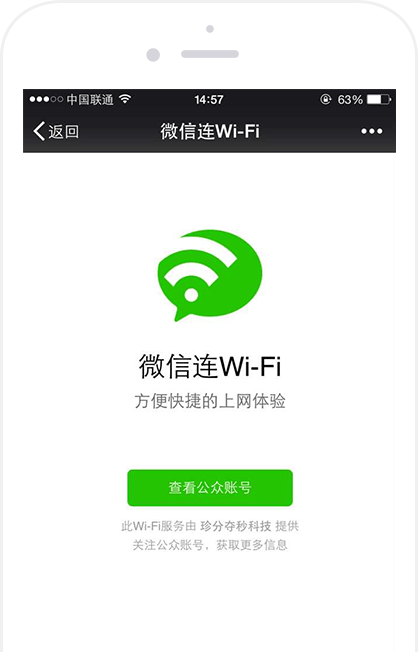 中国联通 14:57 63%
返回 微信连Wi-Fi
微信连Wi-Fi
方便快捷的上网体验
查看公众账号
此Wi-Fi服务由 珍分夺秒科技 提供
关注公众账号，获取更多信息